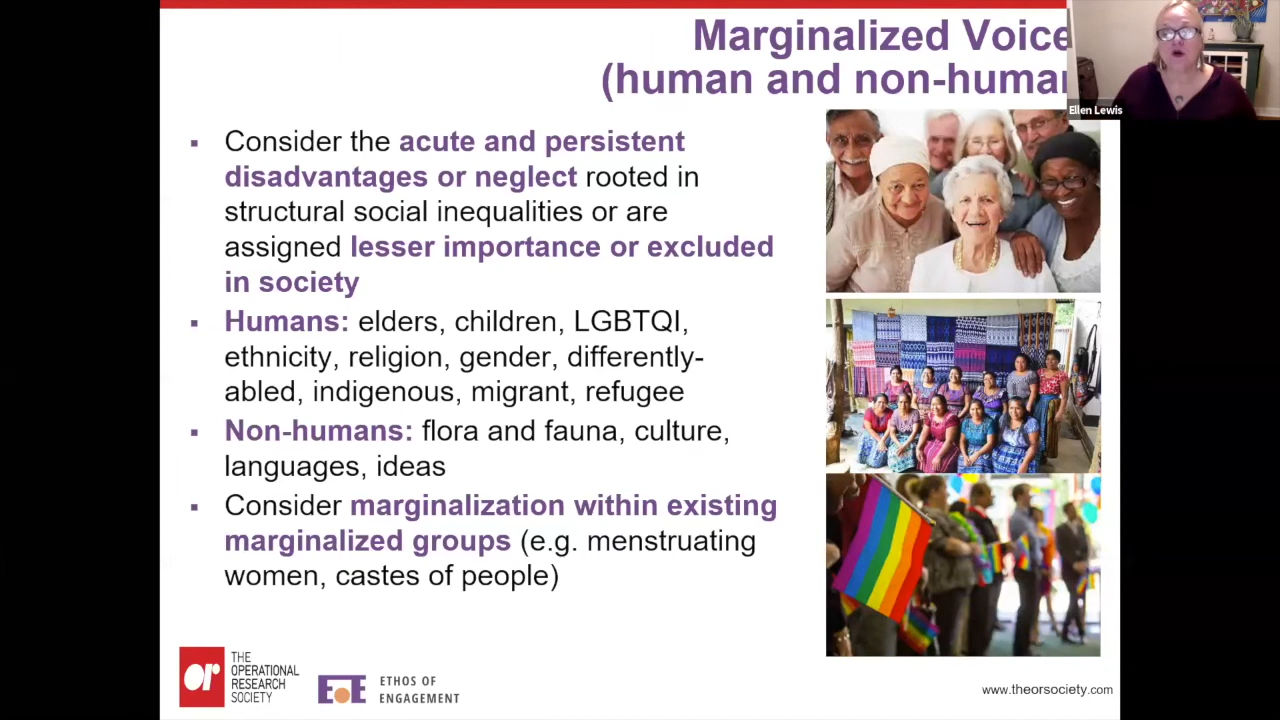 Marginalized Voice
(human and non-human
Ellen Lewis
▪ Consider the acute and persistent
disadvantages or neglect rooted in
structural social inequalities or are
assigned lesser importance or excluded
in society
▪ Humans: elders, children, LGBTQI,
ethnicity, religion, gender, differently-
abled, indigenous, migrant, refugee
▪ Non-humans: flora and fauna, culture,
languages, ideas
▪ Consider marginalization within existing
marginalized groups (e.g. menstruating
women, castes of people)
or
THE
OPERATIONAL
RESEARCH
SOCIETY
EOE
ETHOS OF
ENGAGEMENT
www.theorsociety.com